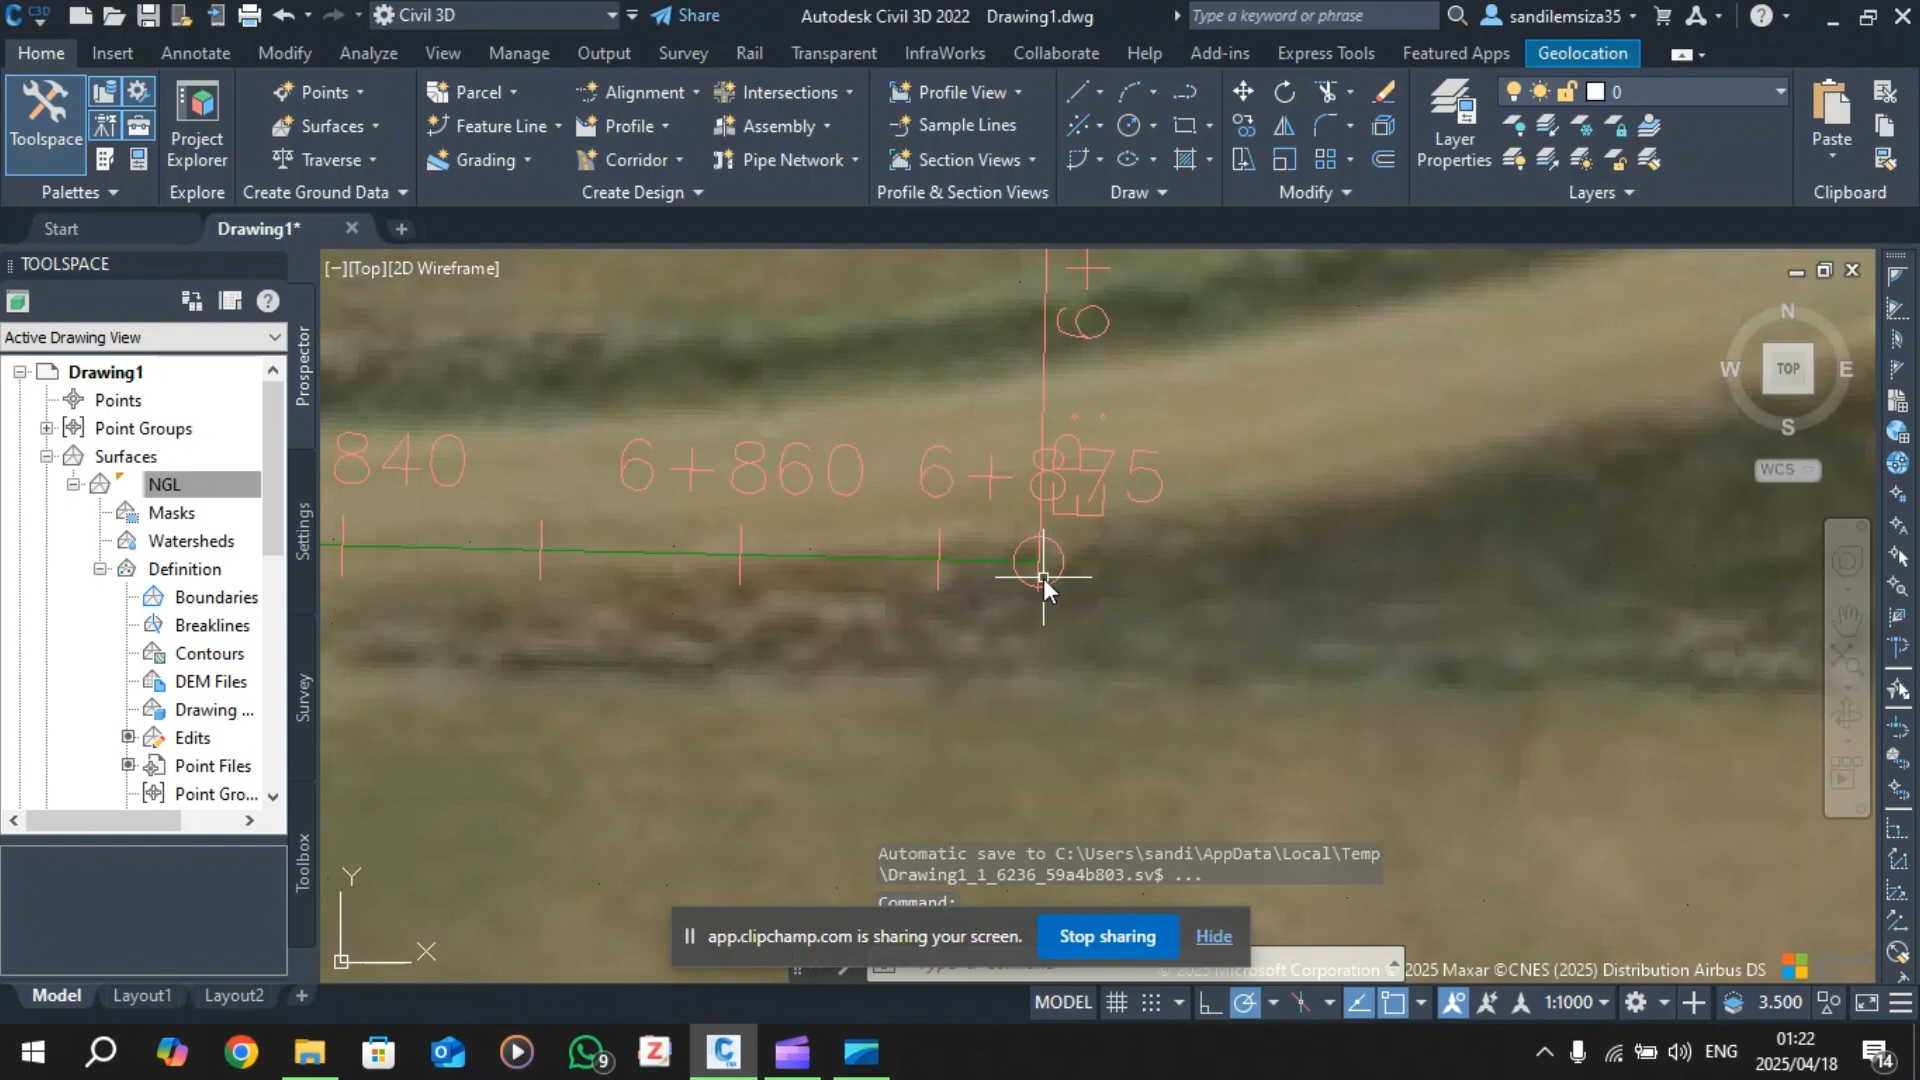 Civil 3D
Share
Autodesk Civil 3D 2022 Drawing1.dwg
Type a keyword or phrase
sandilemsiza35
Home Insert Annotate Modify Analyze View Manage Output Survey Rail Transparent InfraWorks Collaborate Help Add-ins Express Tools Featured Apps Geolocation
Toolspace
Project Explorer
Points
Surfaces
Traverse
Parcel
Feature Line
Grading
Alignment
Profile
Corridor
Intersections
Assembly
Pipe Network
Profile View
Sample Lines
Section Views
Layer Properties
0
Paste
Palettes
Explore
Create Ground Data
Create Design
Profile & Section Views
Draw
Modify
Layers
Clipboard
Start
Drawing1*
TOOLSPACE
Active Drawing View
Drawing1
Points
Point Groups
Surfaces
NGL
Masks
Watersheds
Definition
Boundaries
Breaklines
Contours
DEM Files
Drawing ...
Edits
Point Files
Point Gro...
Prospector
Settings
Survey
Toolbox
[−][Top][2D Wireframe]
840
6+860
6+875
6+
N
W
TOP
E
S
WCS
Y
X
Automatic save to C:\Users\sandi\AppData\Local\Temp
\Drawing1_1_6236_59a4b803.sv$ ...
Command:
app.clipchamp.com is sharing your screen.
Stop sharing
Hide
© 2025 Microsoft Corporation © 2025 Maxar ©CNES (2025) Distribution Airbus DS
Model Layout1 Layout2
MODEL
1:1000
3.500
9
ENG
01:22
2025/04/18
14